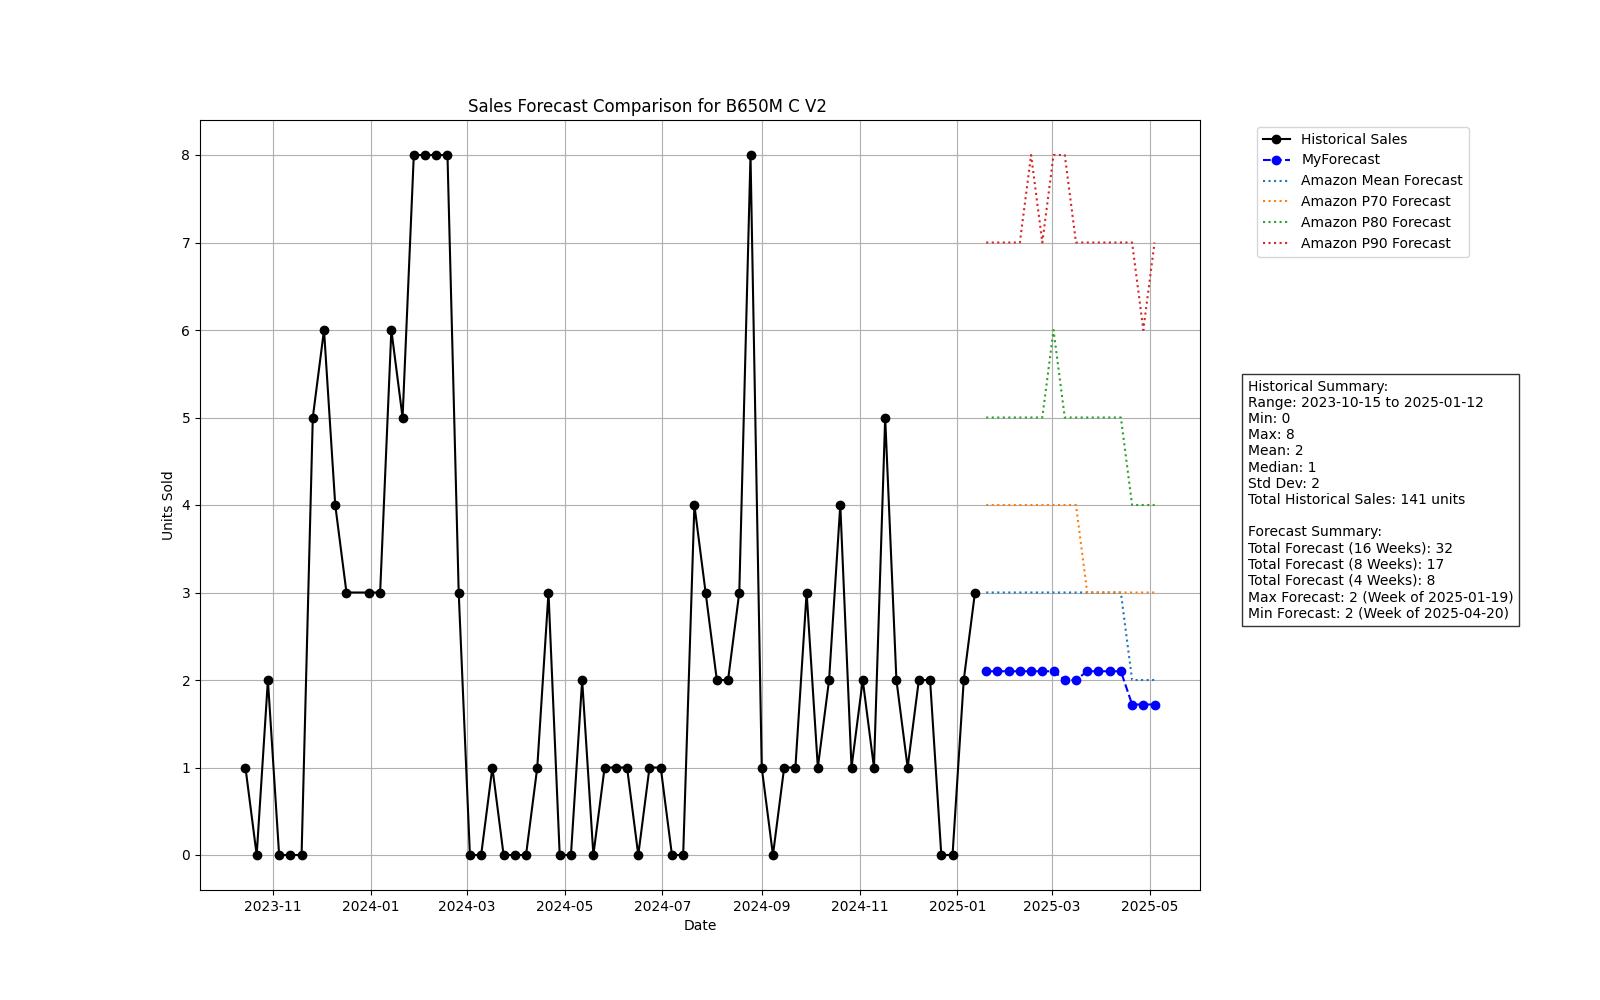 Sales Forecast Comparison for B650M C V2
Historical Sales
MyForecast
Amazon Mean Forecast
Amazon P70 Forecast
Amazon P80 Forecast
Amazon P90 Forecast
Units Sold
8
7
6
5
4
3
2
1
0
2023-11
2024-01
2024-03
2024-05
2024-07
2024-09
2024-11
2025-01
2025-03
2025-05
Date
Historical Summary:
Range: 2023-10-15 to 2025-01-12
Min: 0
Max: 8
Mean: 2
Median: 1
Std Dev: 2
Total Historical Sales: 141 units
Forecast Summary:
Total Forecast (16 Weeks): 32
Total Forecast (8 Weeks): 17
Total Forecast (4 Weeks): 8
Max Forecast: 2 (Week of 2025-01-19)
Min Forecast: 2 (Week of 2025-04-20)